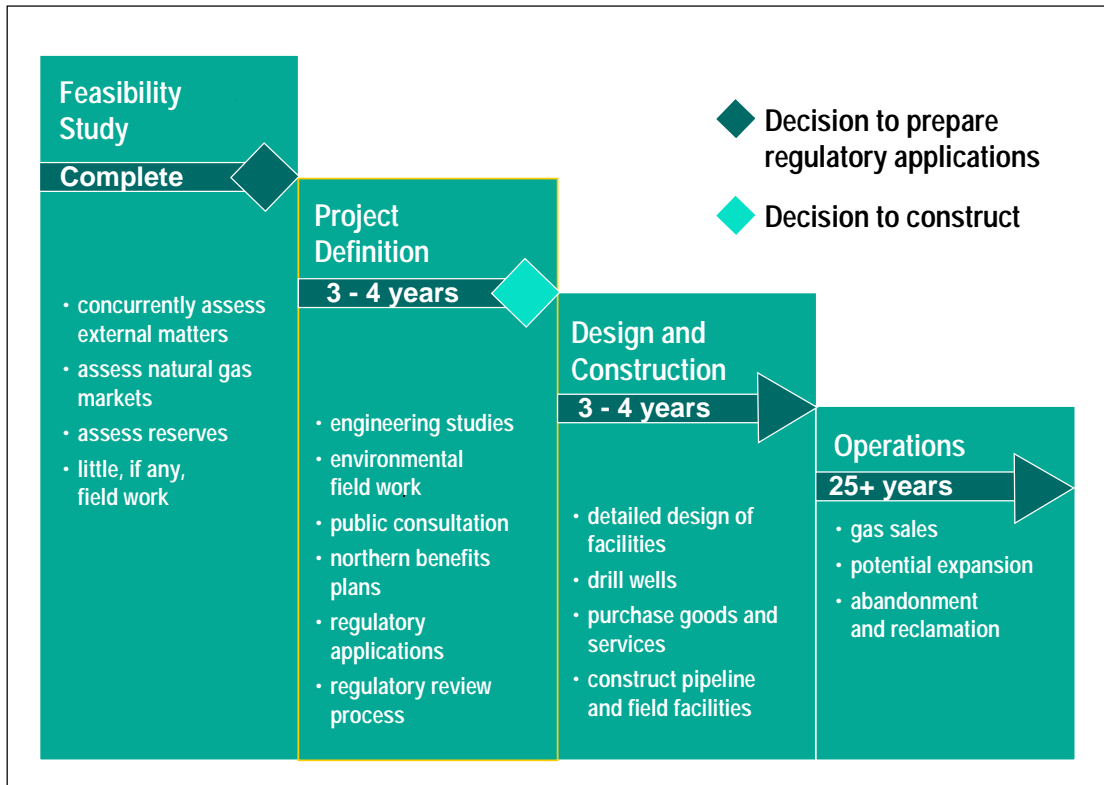 Feasibility
Study
Complete
• concurrently assess
external matters
• assess natural gas
markets
• assess reserves
• little, if any,
field work
Project
Definition
3 - 4 years
• engineering studies
• environmental
field work
• public consultation
• northern benefits
plans
• regulatory
applications
• regulatory review
process
Design and
Construction
3 - 4 years
• detailed design of
facilities
• drill wells
• purchase goods and
services
• construct pipeline
and field facilities
Operations
25+ years
• gas sales
• potential expansion
• abandonment
and reclamation
Decision to prepare
regulatory applications
Decision to construct